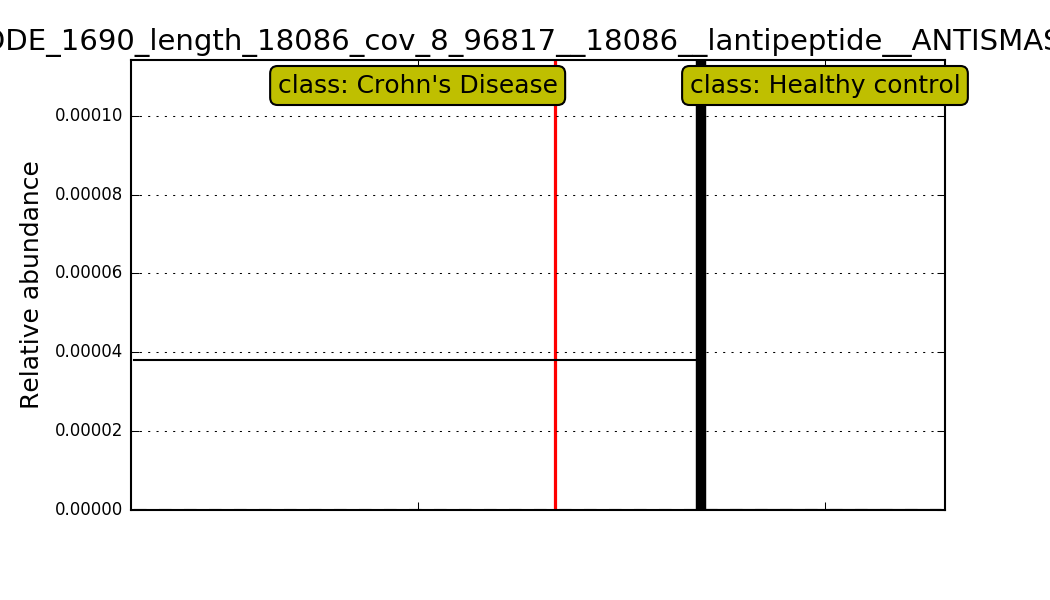 DDE_1690_length_18086_cov_8_96817__18086__lantipeptide__ANTISMAS
class: Crohn's Disease
class: Healthy control
Relative abundance
0.00010
0.00008
0.00006
0.00004
0.00002
0.00000